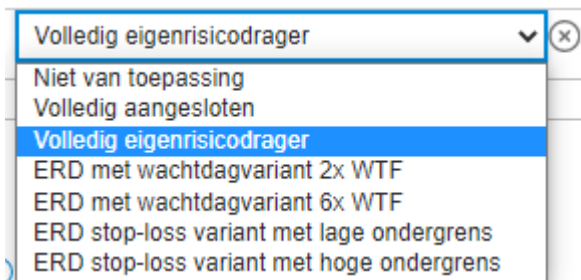 Volledig eigenrisicodrager
Niet van toepassing
Volledig aangesloten
Volledig eigenrisicodrager
ERD met wachtdagvariant 2x WTF
ERD met wachtdagvariant 6x WTF
ERD stop-loss variant met lage ondergrens
ERD stop-loss variant met hoge ondergrens